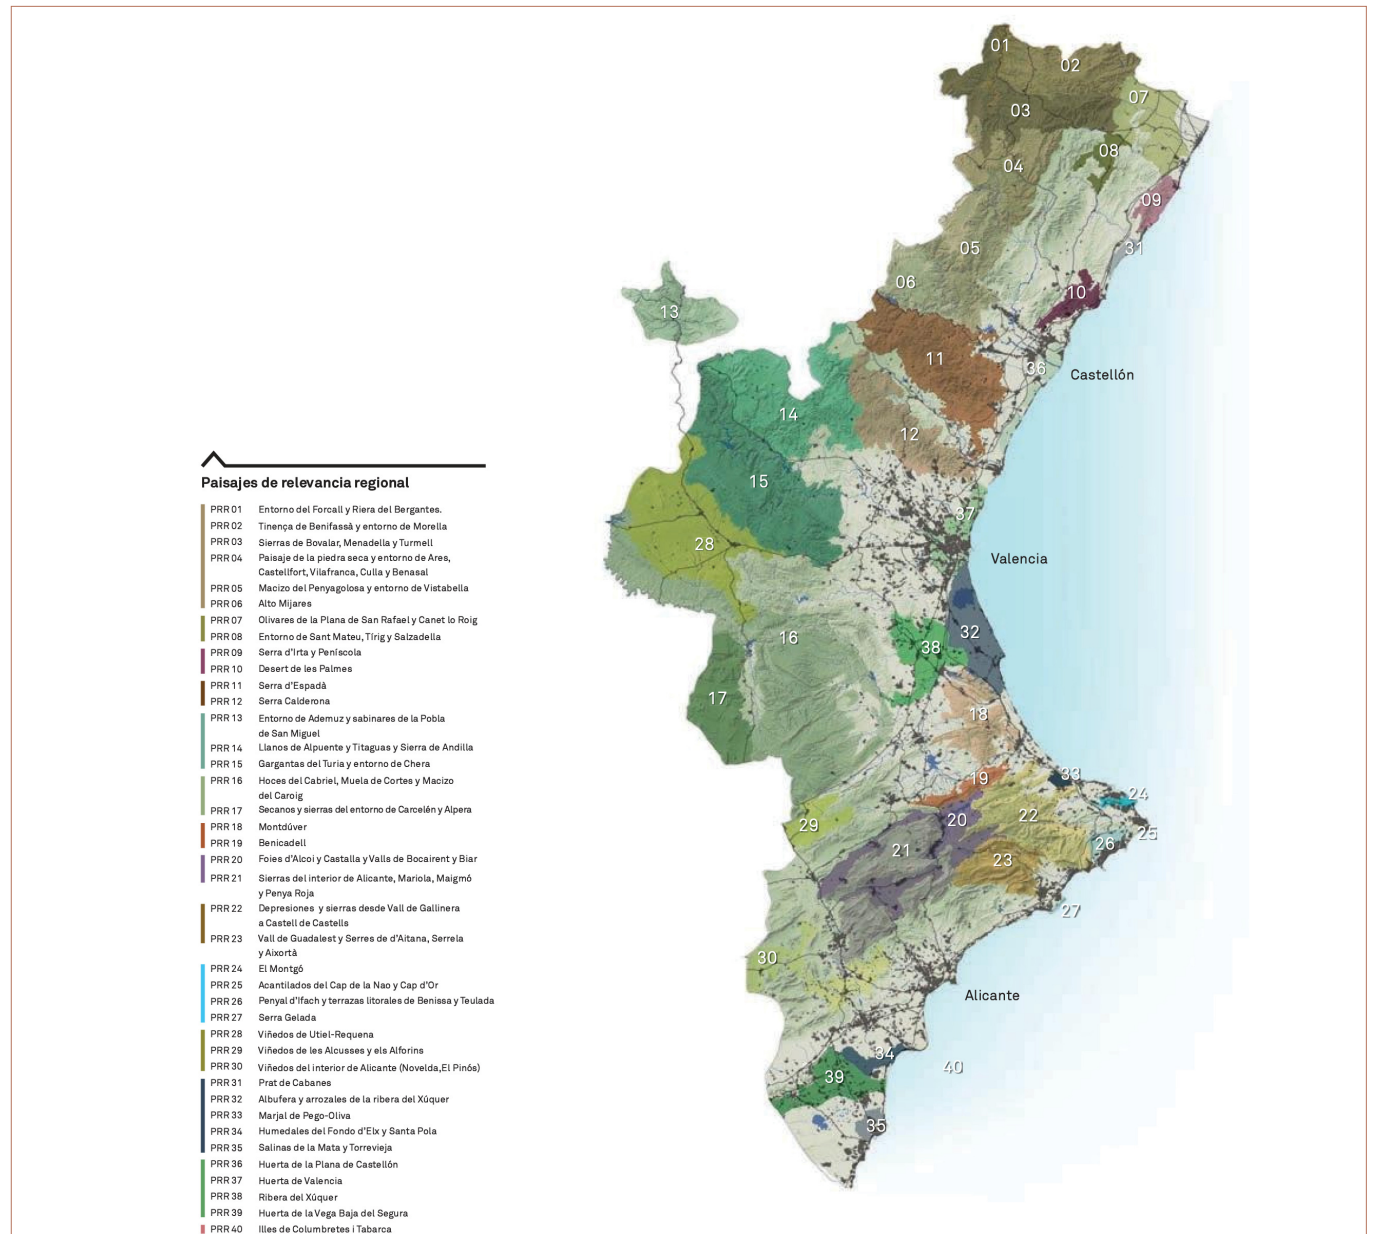 01
02
07
03
08
04
09
05
31
06
10
13
11
36
Castellón
14
12
15
37
28
Valencia
32
16
38
17
18
33
19
24
22
20
29
25
26
21
23
27
30
Alicante
34
40
39
35
Paisajes de relevancia regional
PRR 01 Entorno del Forcall y Riera del Bergantes.
PRR 02 Tinença de Benifassà y entorno de Morella
PRR 03 Sierras de Bovalar, Menadella y Turmell
PRR 04 Paisaje de la piedra seca y entorno de Ares,
Castellfort, Vilafranca, Culla y Benasal
PRR 05 Macizo del Penyagolosa y entorno de Vistabella
PRR 06 Alto Mijares
PRR 07 Olivares de la Plana de San Rafael y Canet lo Roig
PRR 08 Entorno de Sant Mateu, Tírig y Salzadella
PRR 09 Serra d'Irta y Peníscola
PRR 10 Desert de les Palmes
PRR 11 Serra d'Espadà
PRR 12 Serra Calderona
PRR 13 Entorno de Ademuz y sabinares de la Pobla
de San Miguel
PRR 14 Llanos de Alpuente y Titaguas y Sierra de Andilla
PRR 15 Gargantas del Turia y entorno de Chera
PRR 16 Hoces del Cabriel, Muela de Cortes y Macizo
del Caroig
PRR 17 Secanos y sierras del entorno de Carcelén y Alpera
PRR 18 Montdúver
PRR 19 Benicadell
PRR 20 Foies d'Alcoi y Castalla y Valls de Bocairent y Biar
PRR 21 Sierras del interior de Alicante, Mariola, Maigmó
y Penya Roja
PRR 22 Depresiones y sierras desde Vall de Gallinera
a Castell de Castells
PRR 23 Vall de Guadalest y Serres de d'Aitana, Serrela
y Aixortà
PRR 24 El Montgó
PRR 25 Acantilados del Cap de la Nao y Cap d'Or
PRR 26 Penyal d'Ifach y terrazas litorales de Benissa y Teulada
PRR 27 Serra Gelada
PRR 28 Viñedos de Utiel-Requena
PRR 29 Viñedos de les Alcusses y els Alforins
PRR 30 Viñedos del interior de Alicante (Novelda,El Pinós)
PRR 31 Prat de Cabanes
PRR 32 Albufera y arrozales de la ribera del Xúquer
PRR 33 Marjal de Pego-Oliva
PRR 34 Humedales del Fondo d'Elx y Santa Pola
PRR 35 Salinas de la Mata y Torrevieja
PRR 36 Huerta de la Plana de Castellón
PRR 37 Huerta de Valencia
PRR 38 Ribera del Xúquer
PRR 39 Huerta de la Vega Baja del Segura
PRR 40 Illes de Columbretes i Tabarca